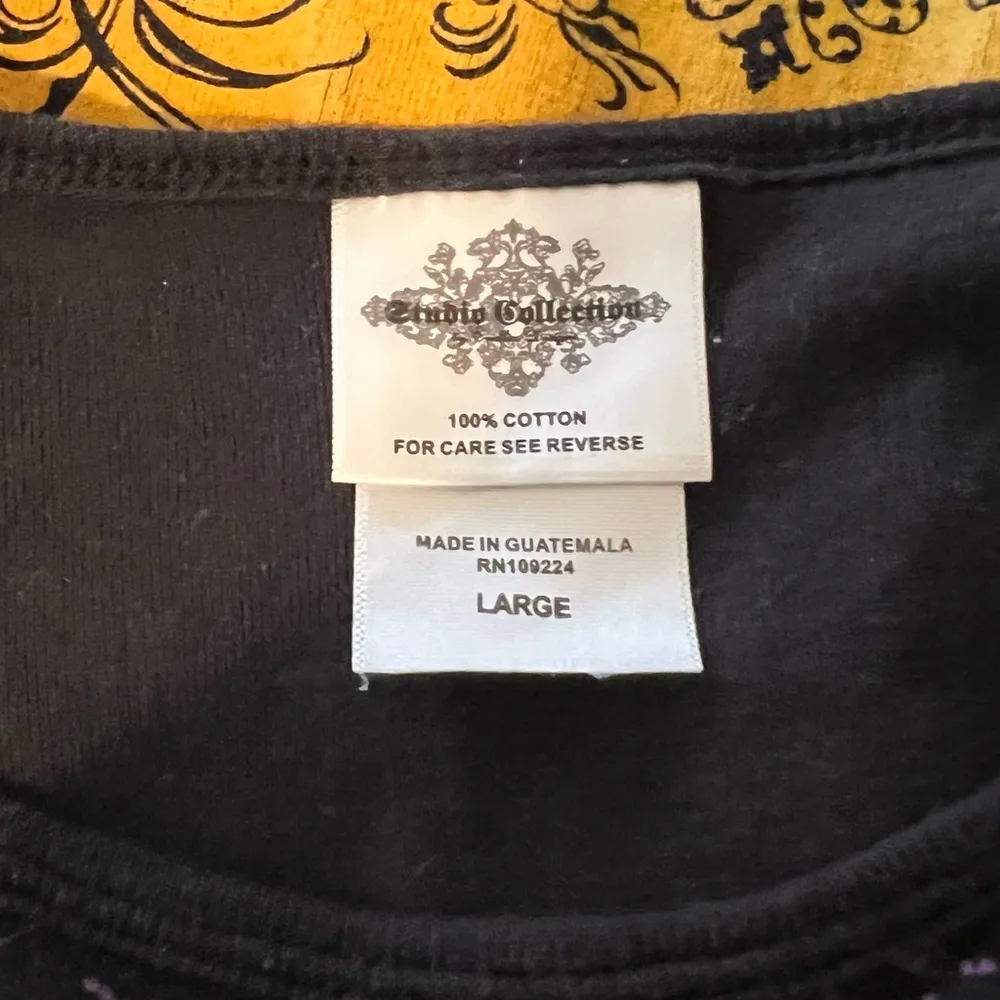 Studio Collection
100% COTTON
FOR CARE SEE REVERSE
MADE IN GUATEMALA
RN109224
LARGE